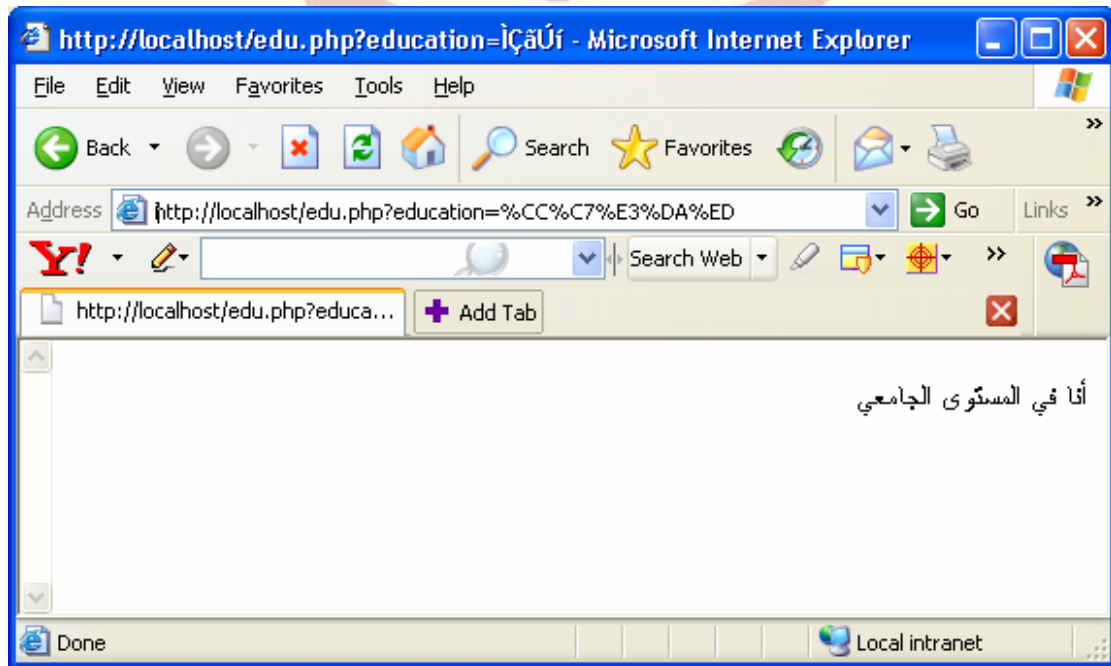 http://localhost/edu.php?education=ÌÇãÚí - Microsoft Internet Explorer
File Edit View Favorites Tools Help
Back Search Favorites »
Address http://localhost/edu.php?education=%CC%C7%E3%DA%ED Go Links »
Y! Search Web »
http://localhost/edu.php?educa... Add Tab
أنا في المستوى الجامعي
Done Local intranet